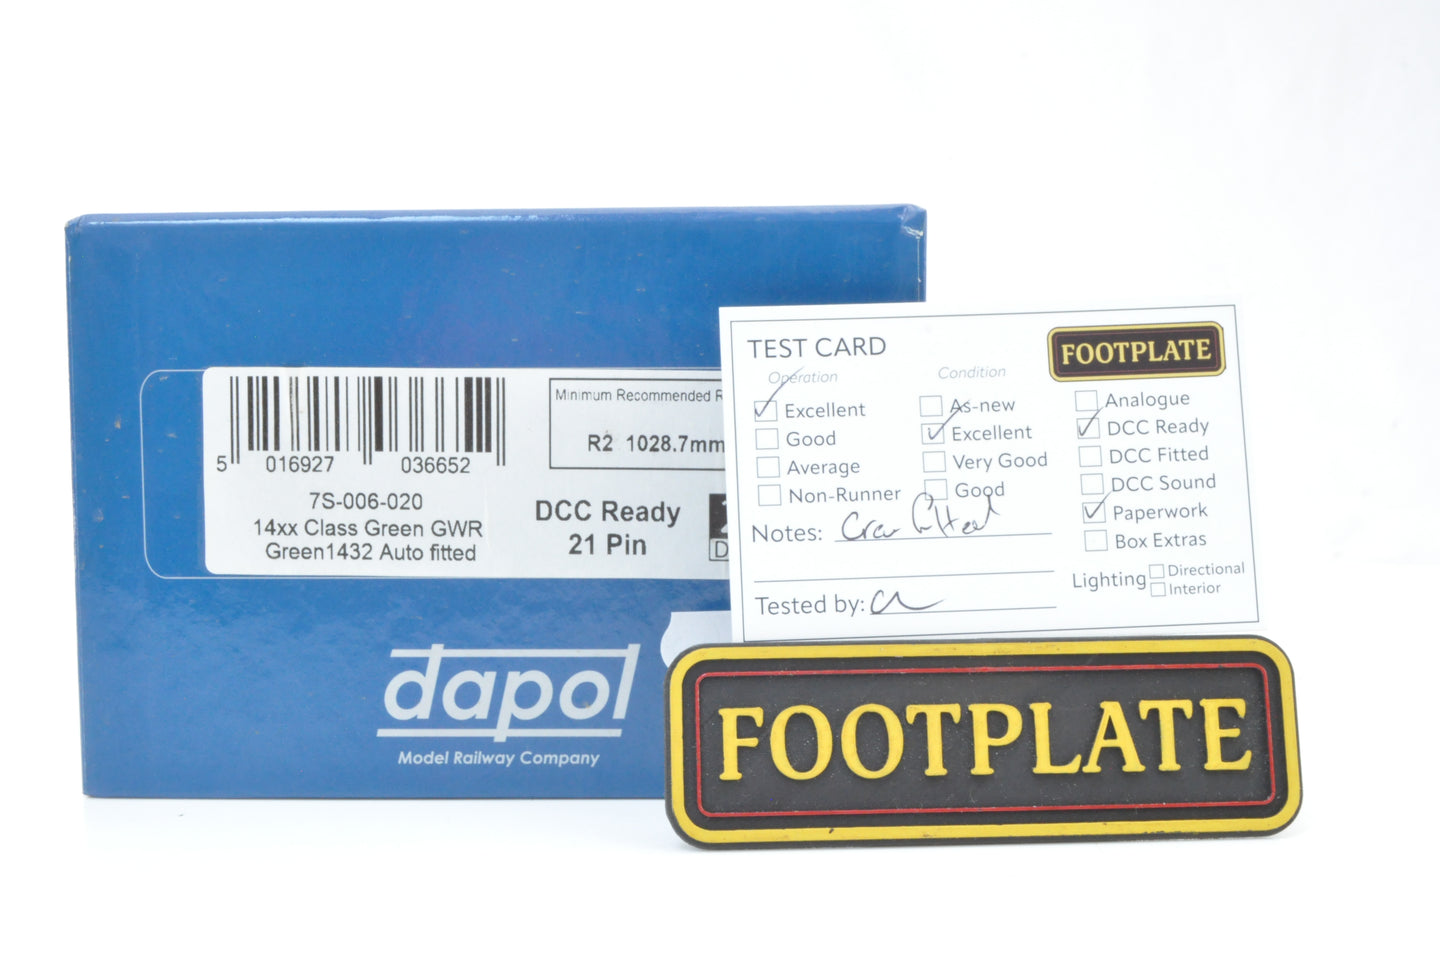 5 016927 036652
7S-006-020
14xx Class Green GWR
Green1432 Auto fitted
Minimum Recommended R
R2 1028.7mm
DCC Ready
21 Pin
D
dapol
Model Railway Company
TEST CARD
FOOTPLATE
Operation
Excellent
Good
Average
Non-Runner
Condition
As-new
Excellent
Very Good
Good
Analogue
DCC Ready
DCC Fitted
DCC Sound
Paperwork
Box Extras
Notes: fitted
Lighting Directional
Interior
Tested by:
FOOTPLATE